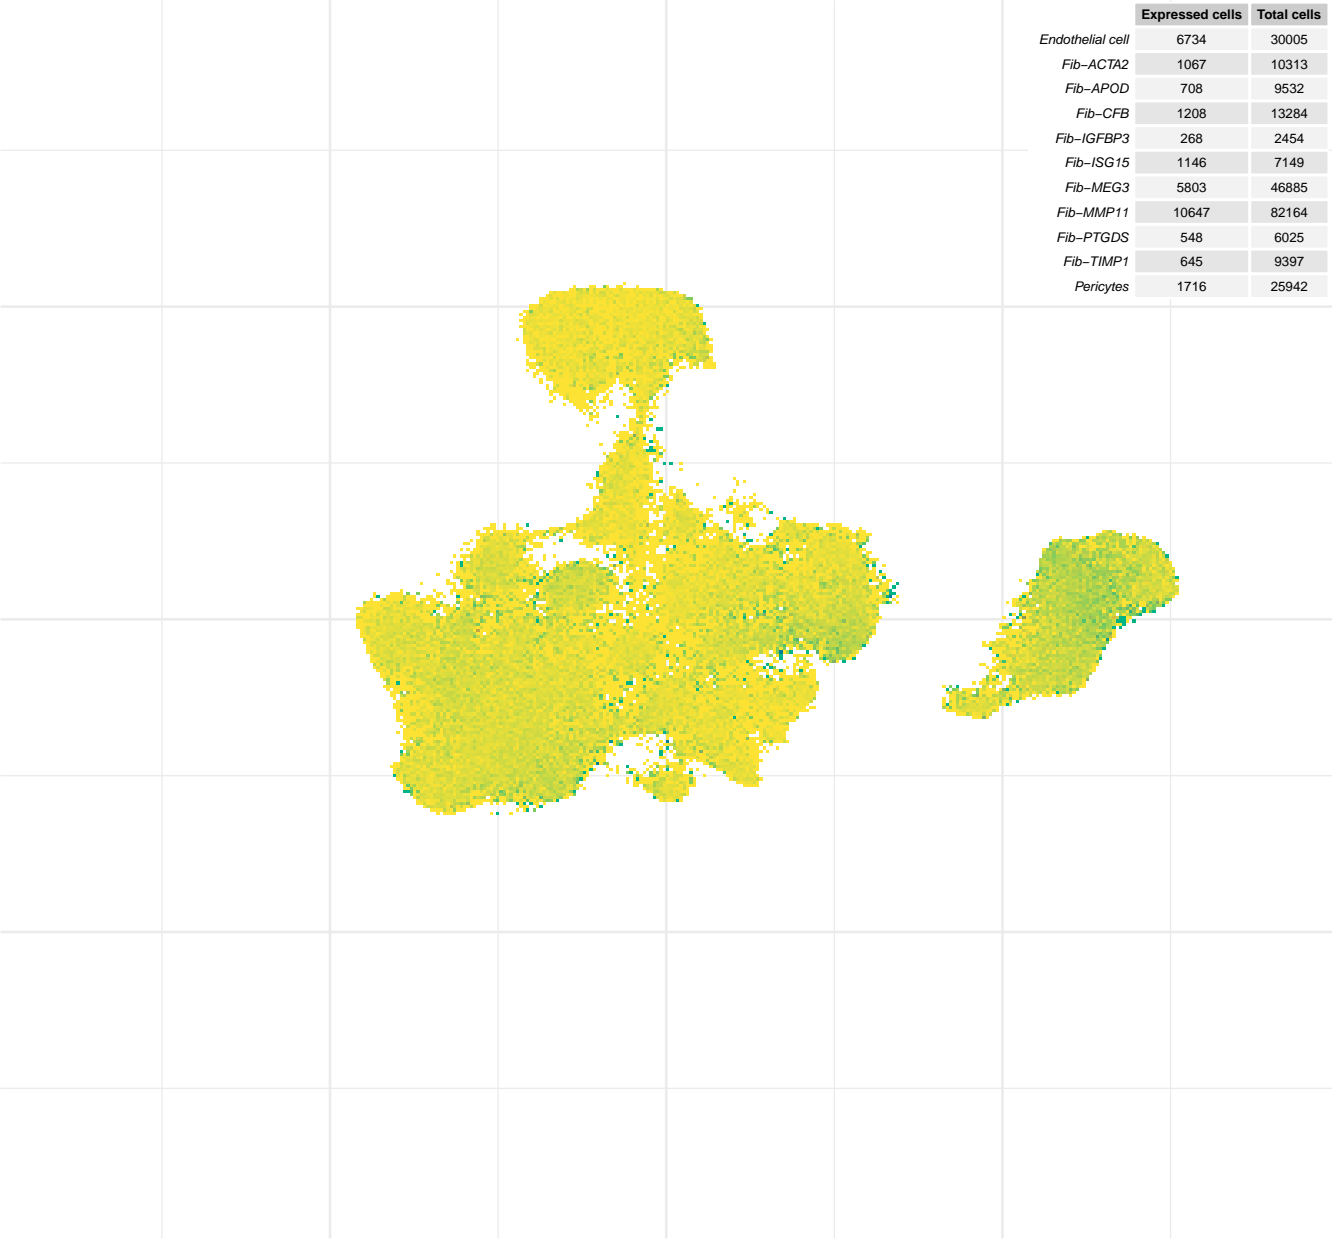 Expressed cells Total cells
Endothelial cell 6734 30005
Fib−ACTA2 1067 10313
Fib−APOD 708 9532
Fib−CFB 1208 13284
Fib−IGFBP3 268 2454
Fib−ISG15 1146 7149
Fib−MEG3 5803 46885
Fib−MMP11 10647 82164
Fib−PTGDS 548 6025
Fib−TIMP1 645 9397
Pericytes 1716 25942